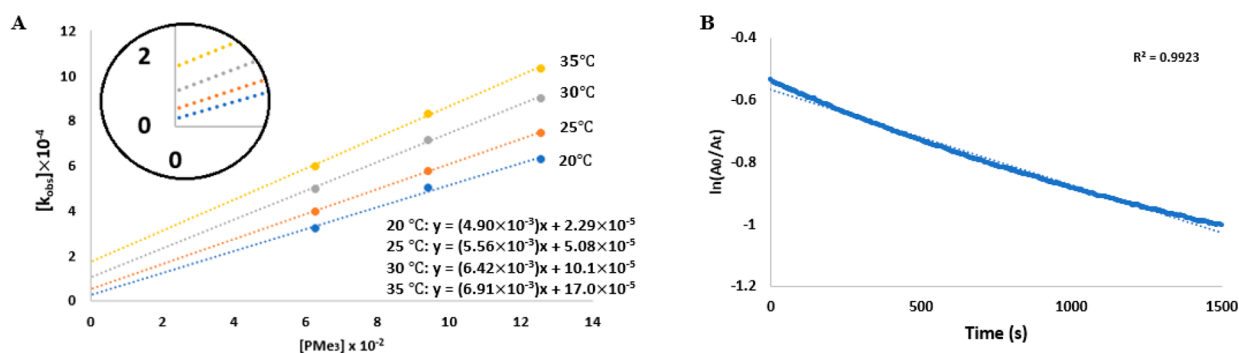 A
[kobs]×10-4
12
10
8
6
4
2
0
0
2
4
6
8
10
12
14
[PMe3] x 10-2
2
0
0
35°C
30°C
25°C
20°C
20 °C: y = (4.90×10-3)x + 2.29×10-5
25 °C: y = (5.56×10-3)x + 5.08×10-5
30 °C: y = (6.42×10-3)x + 10.1×10-5
35 °C: y = (6.91×10-3)x + 17.0×10-5
B
ln(A0/At)
-0.4
-0.6
-0.8
-1
-1.2
0
500
1000
1500
Time (s)
R² = 0.9923